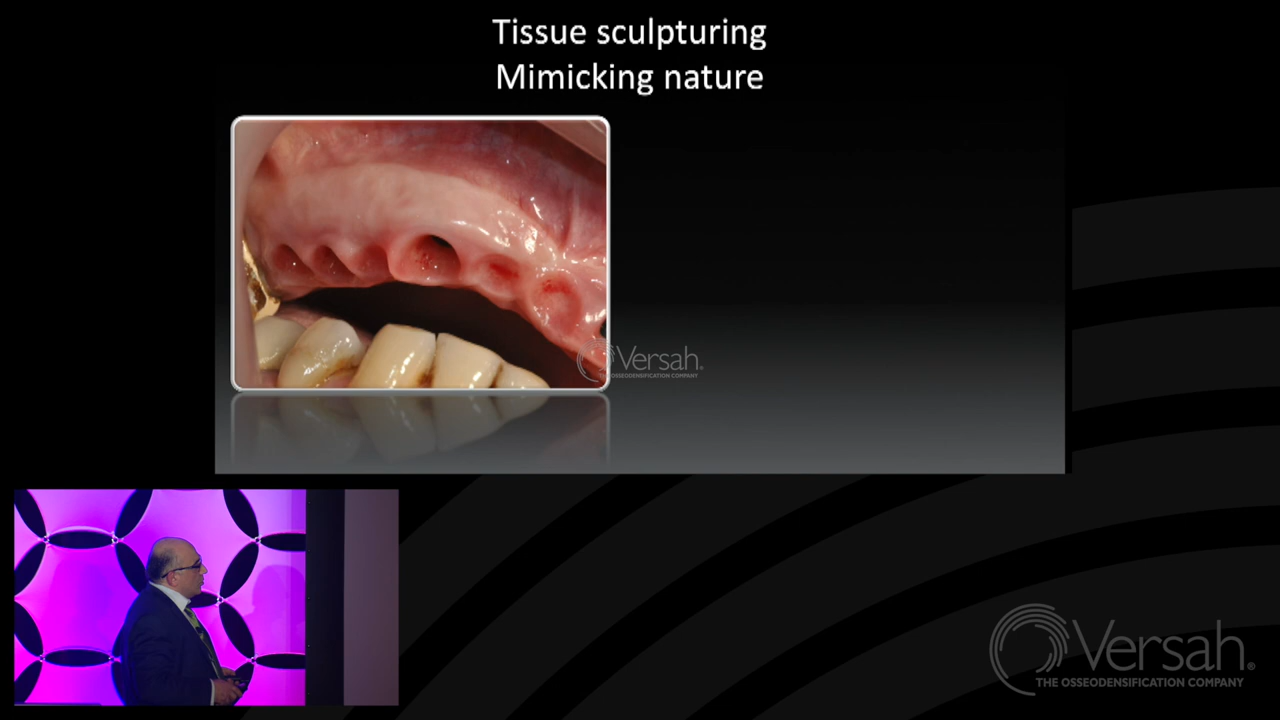 Tissue sculpturing
Mimicking nature
Versah®
THE OSSEODENSIFICATION COMPANY
Versah®
THE OSSEODENSIFICATION COMPANY